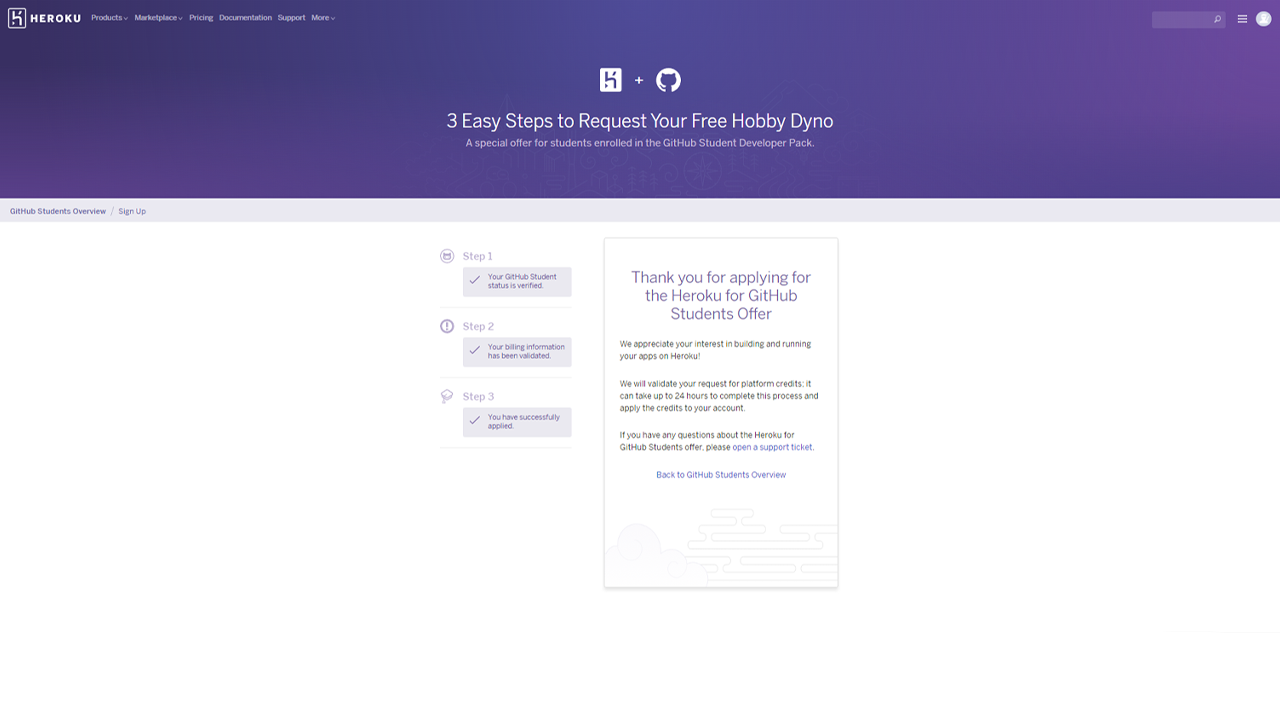 HEROKU Products Marketplace Pricing Documentation Support More
3 Easy Steps to Request Your Free Hobby Dyno
A special offer for students enrolled in the GitHub Student Developer Pack.
GitHub Students Overview / Sign Up
Step 1
Your GitHub Student
status is verified.
Step 2
Your billing information
has been validated.
Step 3
You have successfully
applied.
Thank you for applying for
the Heroku for GitHub
Students Offer
We appreciate your interest in building and running
your apps on Heroku!
We will validate your request for platform credits; it
can take up to 24 hours to complete this process and
apply the credits to your account.
If you have any questions about the Heroku for
GitHub Students offer, please open a support ticket.
Back to GitHub Students Overview